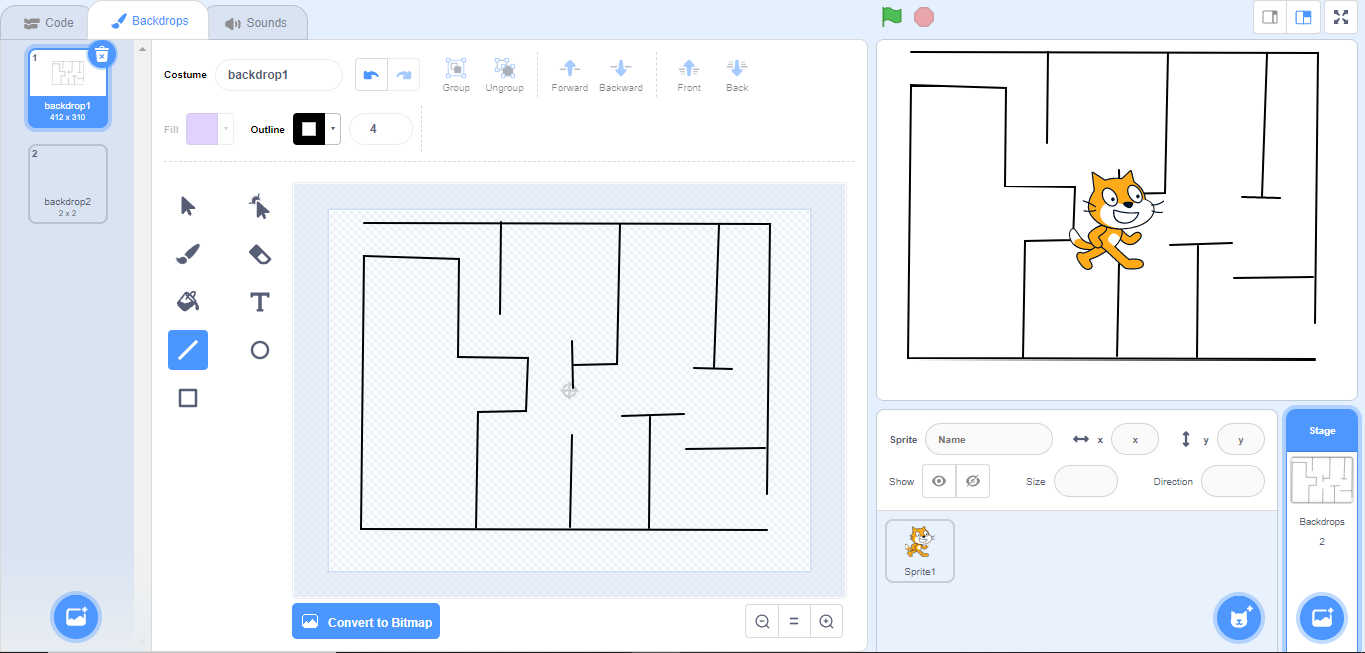 Code
Backdrops
Sounds
1
backdrop1
412 x 310
2
backdrop2
2 x 2
Costume
backdrop1
Group
Ungroup
Forward
Backward
Front
Back
Fill
Outline
4
T
Convert to Bitmap
Sprite
Name
x
x
y
y
Show
Size
Direction
Sprite1
Stage
Backdrops
2